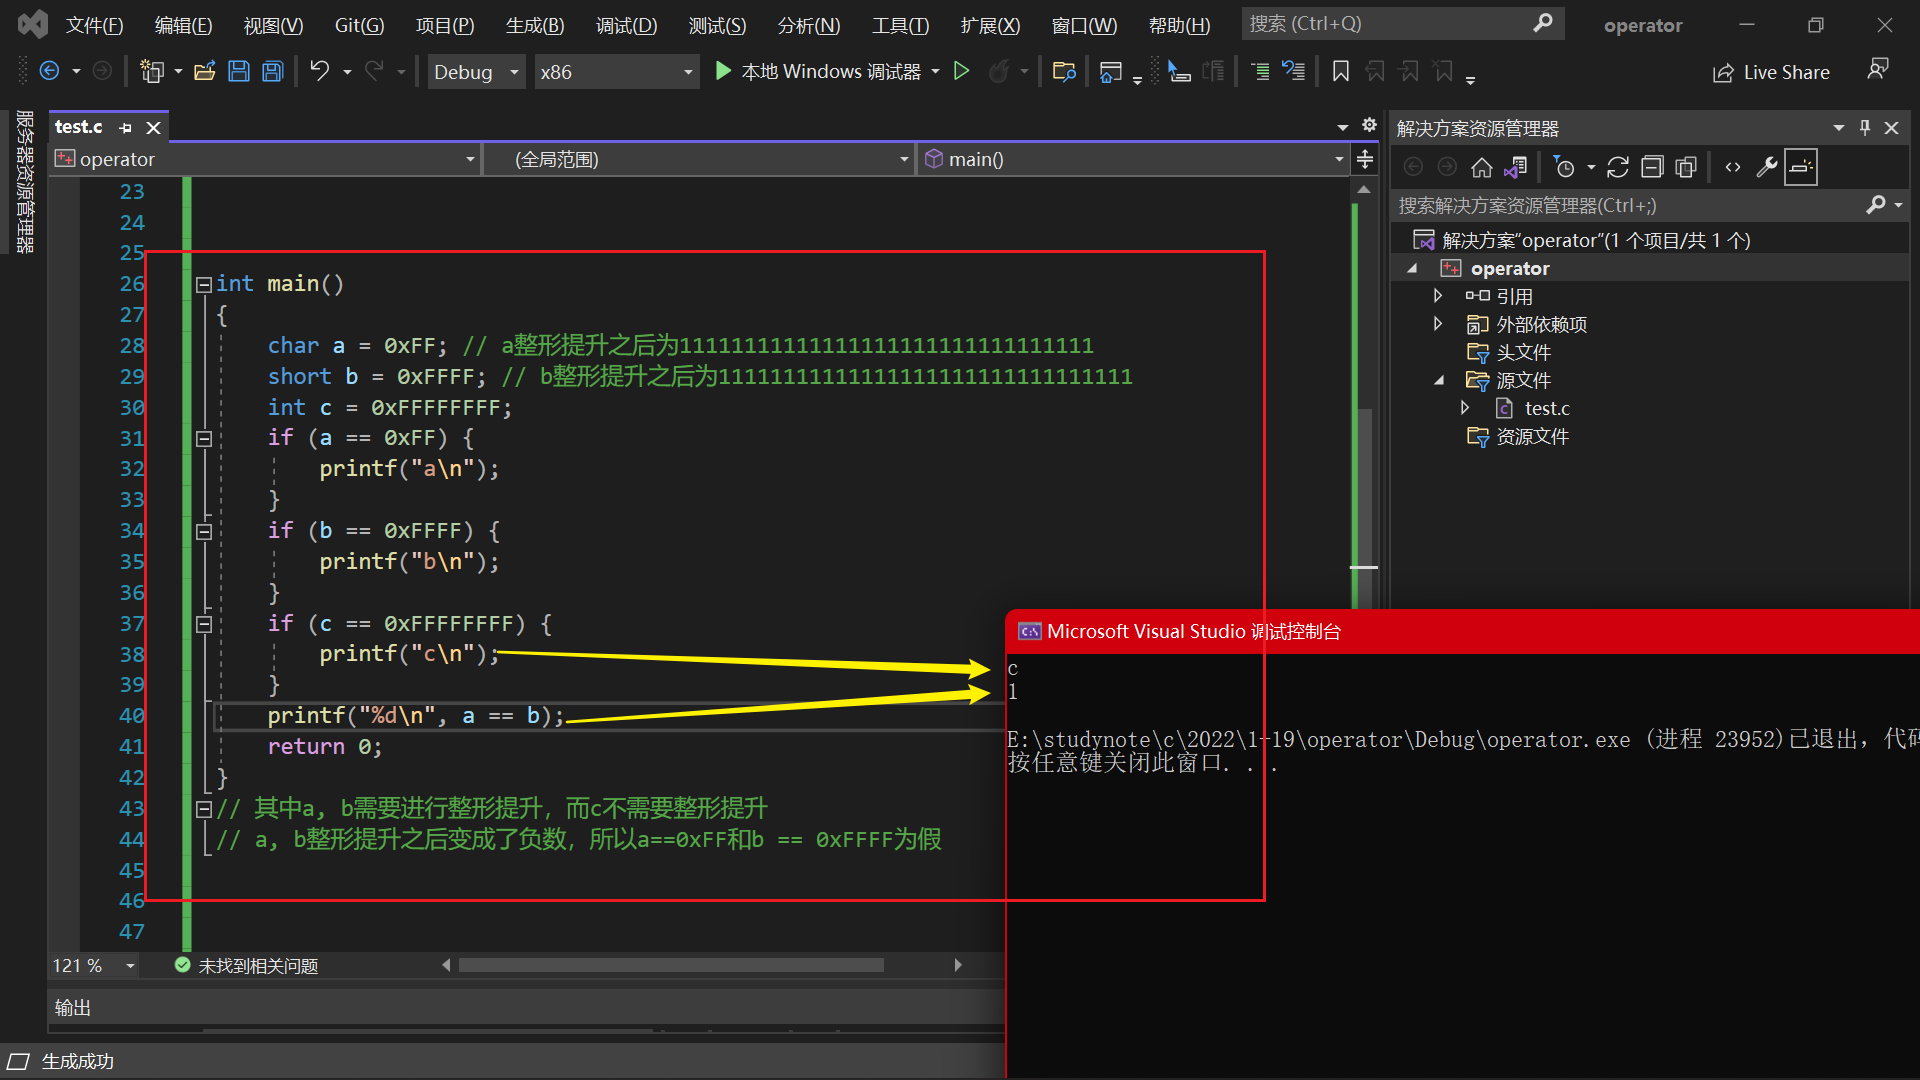 文件(F) 编辑(E) 视图(V) Git(G) 项目(P) 生成(B) 调试(D) 测试(S) 分析(N) 工具(T) 扩展(X) 窗口(W) 帮助(H) 搜索 (Ctrl+Q) operator
Debug x86 本地 Windows 调试器 Live Share
服务器资源管理器
test.c
operator (全局范围) main()
23
24
25
26 int main()
27 {
28 char a = 0xFF; // a整形提升之后为11111111111111111111111111111111
29 short b = 0xFFFF; // b整形提升之后为11111111111111111111111111111111
30 int c = 0xFFFFFFFF;
31 if (a == 0xFF) {
32 printf("a\n");
33 }
34 if (b == 0xFFFF) {
35 printf("b\n");
36 }
37 if (c == 0xFFFFFFFF) {
38 printf("c\n");
39 }
40 printf("%d\n", a == b);
41 return 0;
42 }
43 // 其中a, b需要进行整形提升, 而c不需要整形提升
44 // a, b整形提升之后变成了负数, 所以a==0xFF和b == 0xFFFF为假
45
46
47
121 % 未找到相关问题
输出
生成成功
解决方案资源管理器
搜索解决方案资源管理器(Ctrl+;)
解决方案“operator”(1 个项目/共 1 个)
operator
引用
外部依赖项
头文件
源文件
test.c
资源文件
Microsoft Visual Studio 调试控制台
c
1
E:\studynote\c\2022\1-19\operator\Debug\operator.exe (进程 23952)已退出，代码
按任意键关闭此窗口. . .